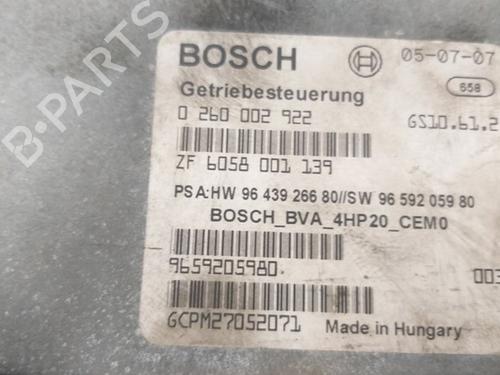 BOSCH 05-07-07
658
Getriebesteuerung
0 260 002 922 GS10.61.2
ZF 6058 001 139
PSA:HW 96 439 266 80//SW 96 592 059 80
BOSCH_BVA_4HP20_CEM0
9659205980 003
GCPM27052071 Made in Hungary
B-PARTS